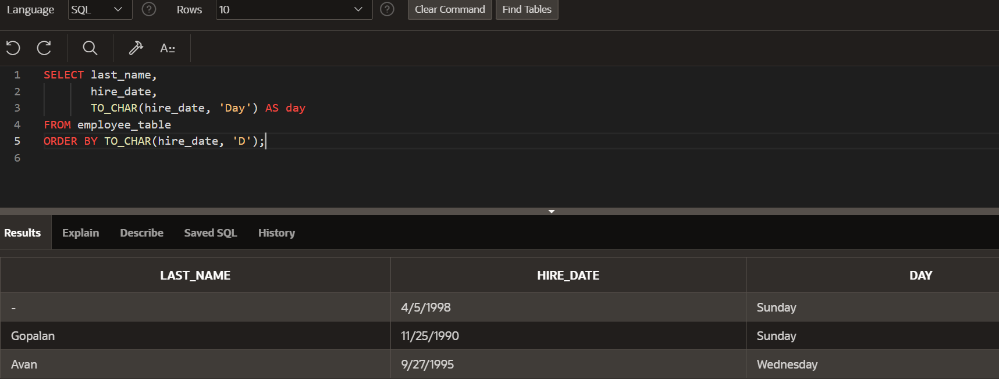 Language SQL ? Rows 10 ? Clear Command Find Tables
A
1 SELECT last_name,
2 hire_date,
3 TO_CHAR(hire_date, 'Day') AS day
4 FROM employee_table
5 ORDER BY TO_CHAR(hire_date, 'D');
6
Results Explain Describe Saved SQL History
LAST_NAME HIRE_DATE DAY
- 4/5/1998 Sunday
Gopalan 11/25/1990 Sunday
Avan 9/27/1995 Wednesday